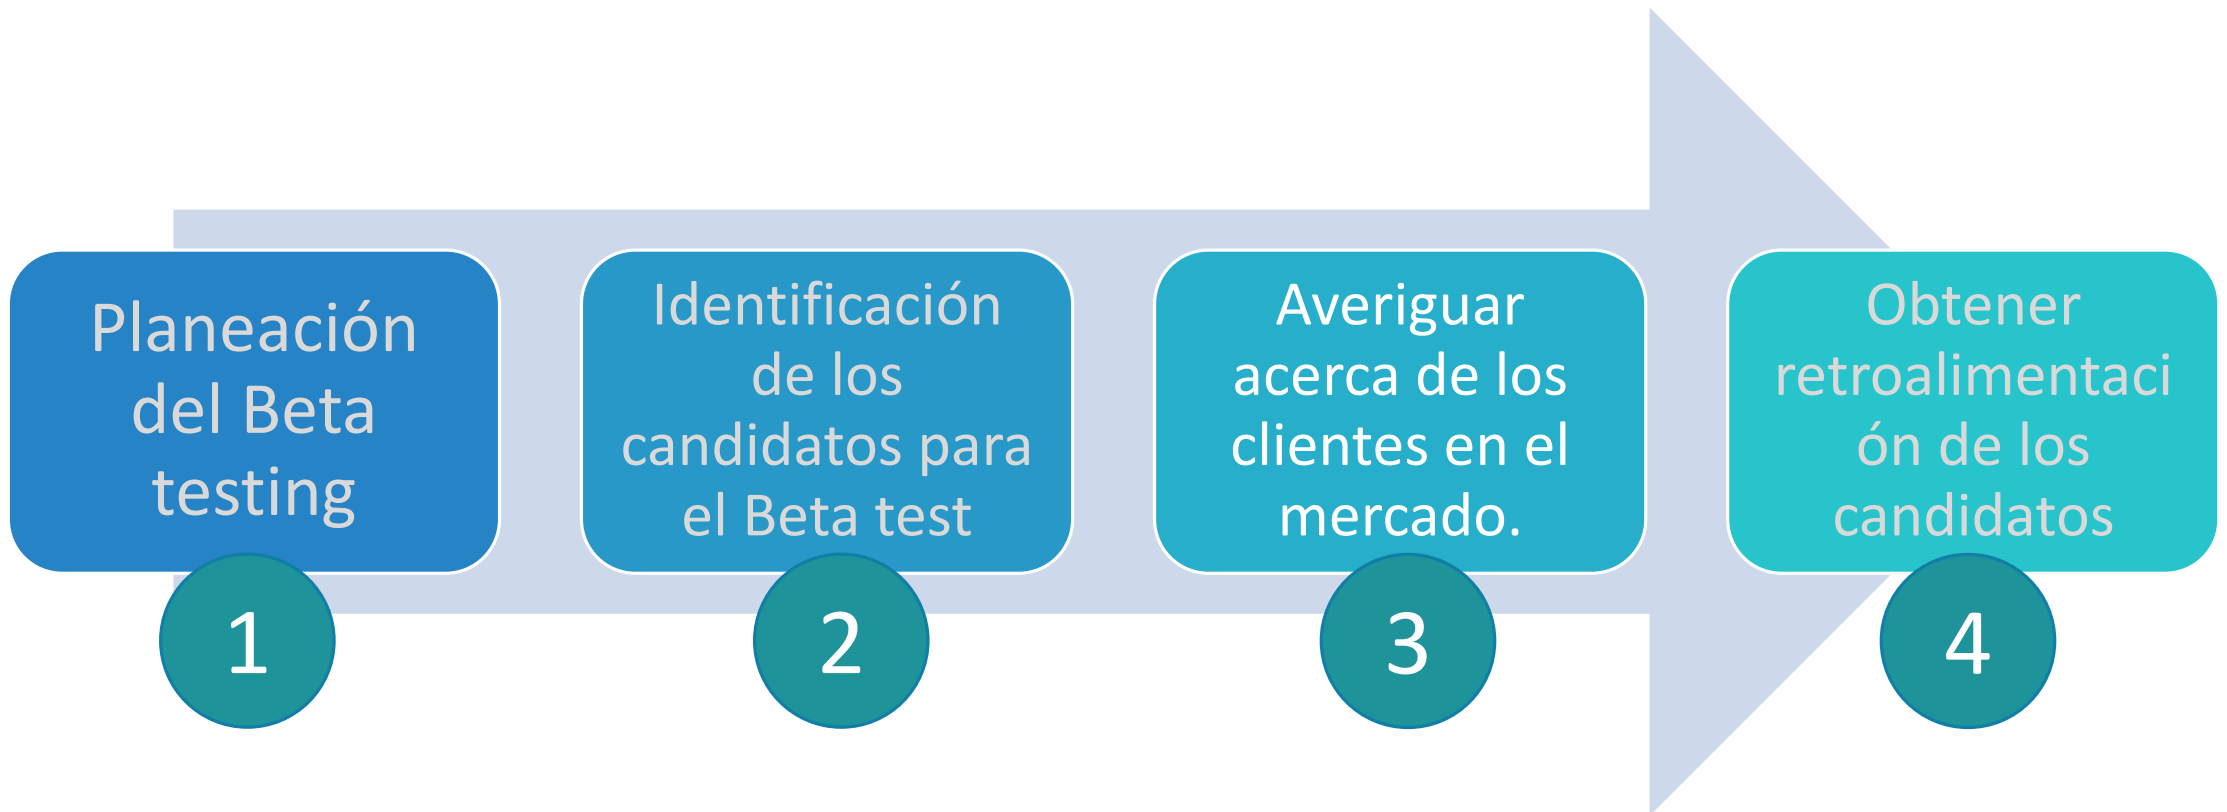 Planeación
del Beta
testing
1
Identificación
de los
candidatos para
el Beta test
2
Averiguar
acerca de los
clientes en el
mercado.
3
Obtener
retroalimentaci
ón de los
candidatos
4